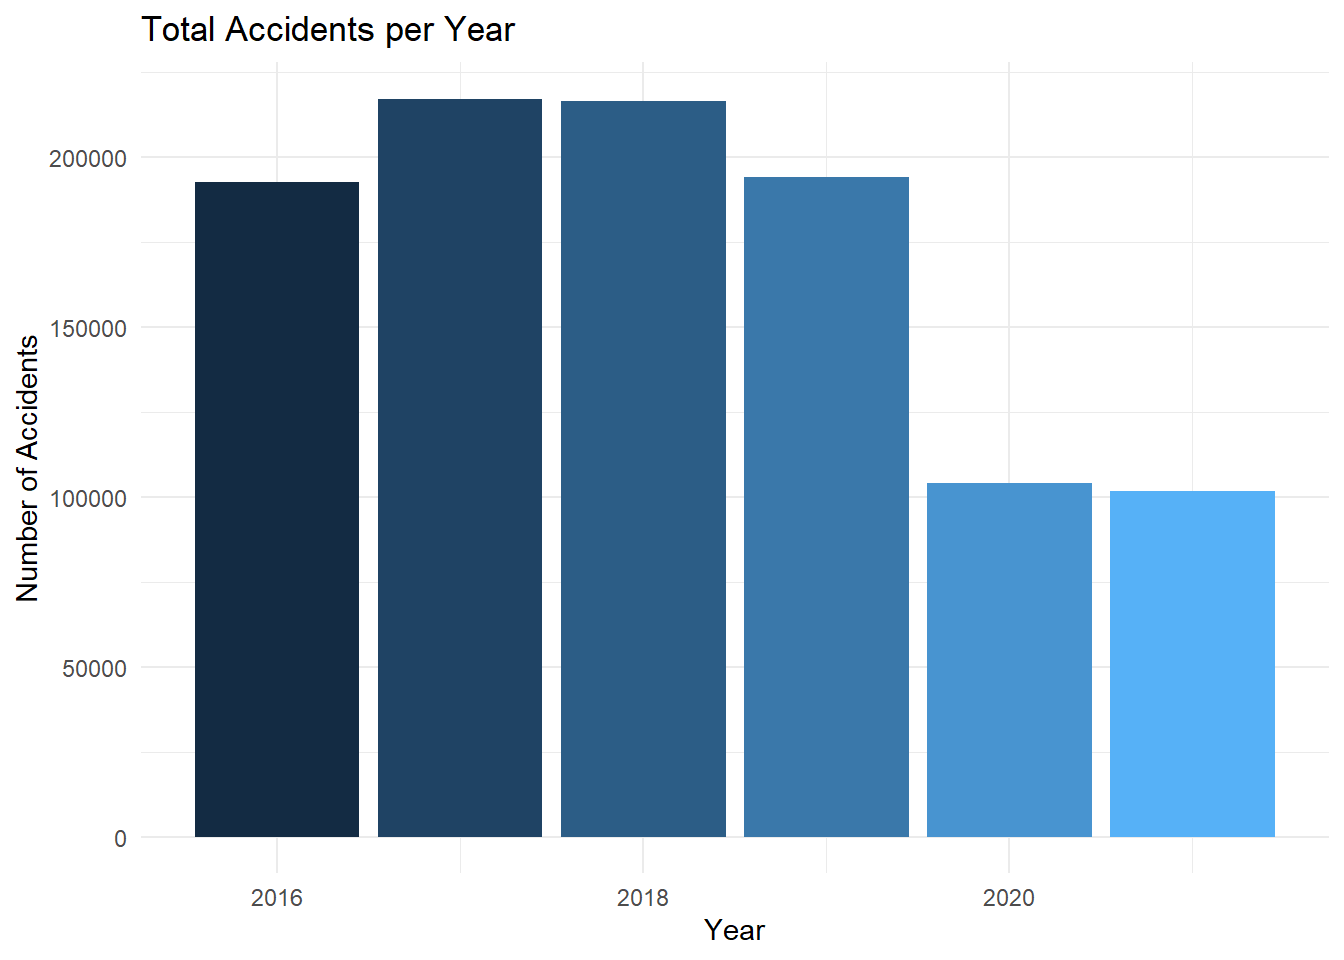 Total Accidents per Year
Number of Accidents
200000
150000
100000
50000
0
2016
2018
2020
Year